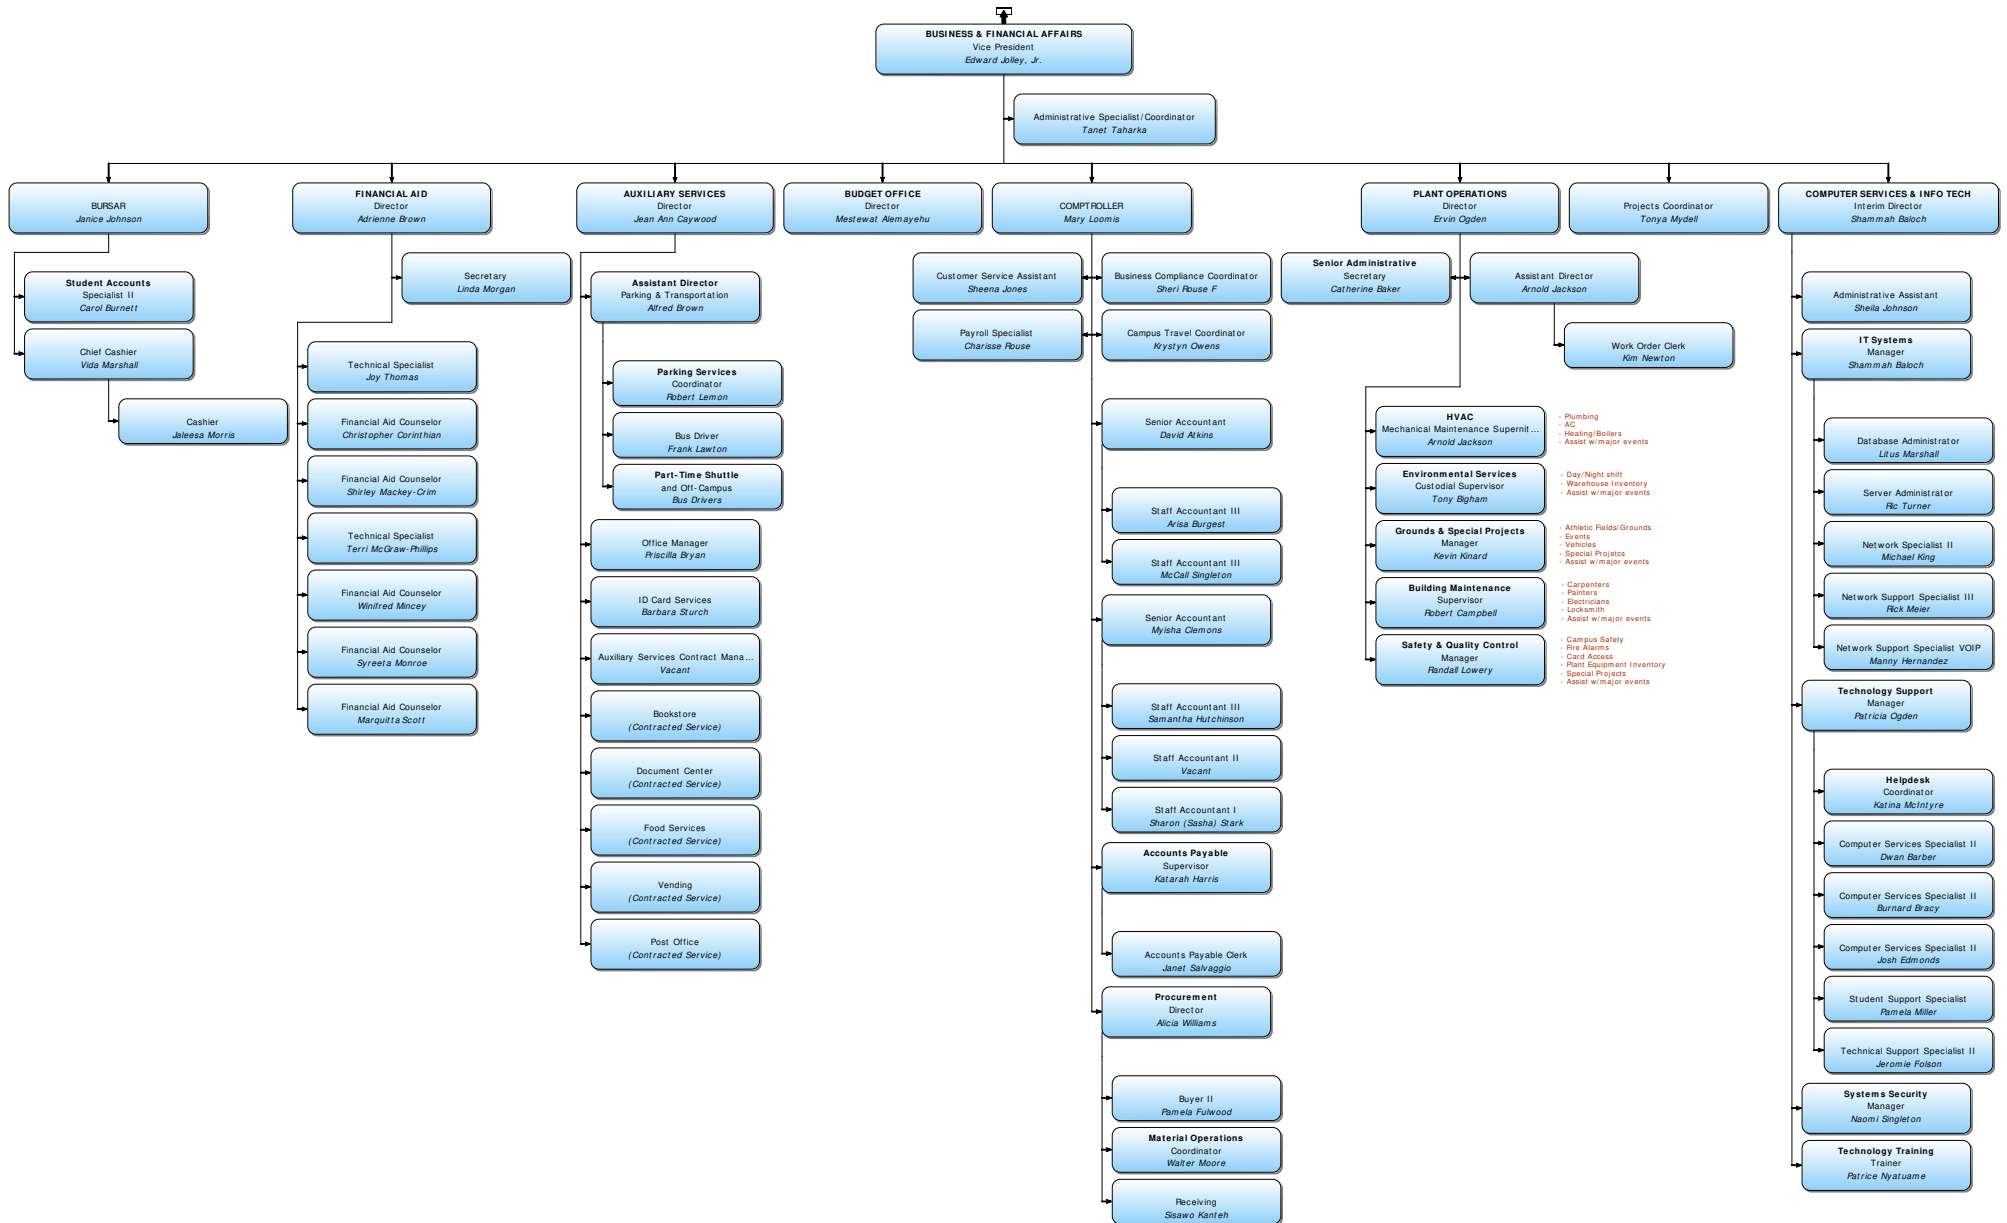 BUSINESS & FINANCIAL AFFAIRS
Vice President
Edward Jolley, Jr.
Administrative Specialist/Coordinator
Tanet Taharka
BURSAR
Janice Johnson
Student Accounts
Specialist II
Carol Burnett
Chief Cashier
Vida Marshall
Cashier
Jaleesa Morris
FINANCIAL AID
Director
Adrienne Brown
Secretary
Linda Morgan
Technical Specialist
Joy Thomas
Financial Aid Counselor
Christopher Corinthian
Financial Aid Counselor
Shirley Mackey-Crim
Technical Specialist
Terri McGraw-Phillips
Financial Aid Counselor
Winifred Mincey
Financial Aid Counselor
Syreeta Monroe
Financial Aid Counselor
Marquitta Scott
AUXILIARY SERVICES
Director
Jean Ann Caywood
Assistant Director
Parking & Transportation
Alfred Brown
Parking Services
Coordinator
Robert Lemon
Bus Driver
Frank Lawton
Part-Time Shuttle
and Off-Campus
Bus Drivers
Office Manager
Priscilla Bryan
ID Card Services
Barbara Sturch
Auxiliary Services Contract Mana...
Vacant
Bookstore
(Contracted Service)
Document Center
(Contracted Service)
Food Services
(Contracted Service)
Vending
(Contracted Service)
Post Office
(Contracted Service)
BUDGET OFFICE
Director
Mestewat Alemayehu
COMPTROLLER
Mary Loomis
Customer Service Assistant
Sheena Jones
Business Compliance Coordinator
Sheri Rouse F
Payroll Specialist
Charisse Rouse
Campus Travel Coordinator
Krystyn Owens
Senior Accountant
David Atkins
Staff Accountant III
Arisa Burgest
Staff Accountant III
McCall Singleton
Senior Accountant
Myisha Clemons
Staff Accountant III
Samantha Hutchinson
Staff Accountant II
Vacant
Staff Accountant I
Sharon (Sasha) Stark
Accounts Payable
Supervisor
Katarah Harris
Accounts Payable Clerk
Janet Salvaggio
Procurement
Director
Alicia Williams
Buyer II
Pamela Fulwood
Material Operations
Coordinator
Walter Moore
Receiving
Sisawo Kanteh
PLANT OPERATIONS
Director
Ervin Ogden
Senior Administrative
Secretary
Catherine Baker
Assistant Director
Arnold Jackson
Work Order Clerk
Kim Newton
HVAC
Mechanical Maintenance Supernit...
Arnold Jackson
- Plumbing
- AC
- Heating/Boilers
- Assist w/major events
Environmental Services
Custodial Supervisor
Tony Bigham
- Day/Night shift
- Warehouse Inventory
- Assist w/major events
Grounds & Special Projects
Manager
Kevin Kinard
- Athletic Fields/Grounds
- Events
- Vehicles
- Special Projetcs
- Assist w/major events
Building Maintenance
Supervisor
Robert Campbell
- Carpenters
- Painters
- Electricians
- Locksmith
- Assist w/major events
Safety & Quality Control
Manager
Randall Lowery
- Campus Safety
- Fire Alarms
- Card Access
- Plant Equipment Inventory
- Special Projects
- Assist w/major events
Projects Coordinator
Tonya Mydell
COMPUTER SERVICES & INFO TECH
Interim Director
Shammah Baloch
Administrative Assistant
Sheila Johnson
IT Systems
Manager
Shammah Baloch
Database Administrator
Litus Marshall
Server Administrator
Ric Turner
Network Specialist II
Michael King
Network Support Specialist III
Rick Meier
Network Support Specialist VOIP
Manny Hernandez
Technology Support
Manager
Patricia Ogden
Helpdesk
Coordinator
Katina McIntyre
Computer Services Specialist II
Dwan Barber
Computer Services Specialist II
Burnard Bracy
Computer Services Specialist II
Josh Edmonds
Student Support Specialist
Pamela Miller
Technical Support Specialist II
Jeromie Folson
Systems Security
Manager
Naomi Singleton
Technology Training
Trainer
Patrice Nyatuame